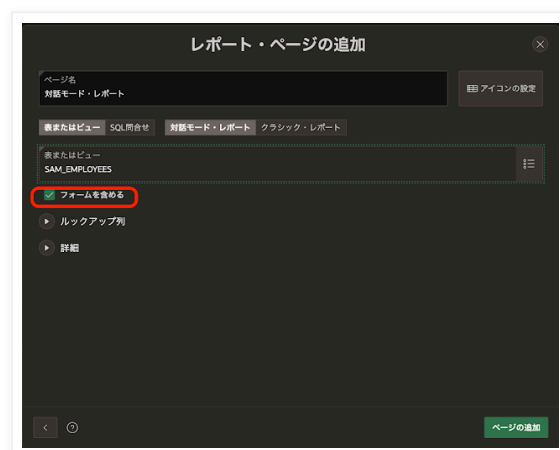 レポート・ページの追加
ページ名
対話モード・レポート
アイコンの設定
表またはビュー SQL問合せ 対話モード・レポート クラシック・レポート
表またはビュー
SAM_EMPLOYEES
フォームを含める
ルックアップ列
詳細
ページの追加